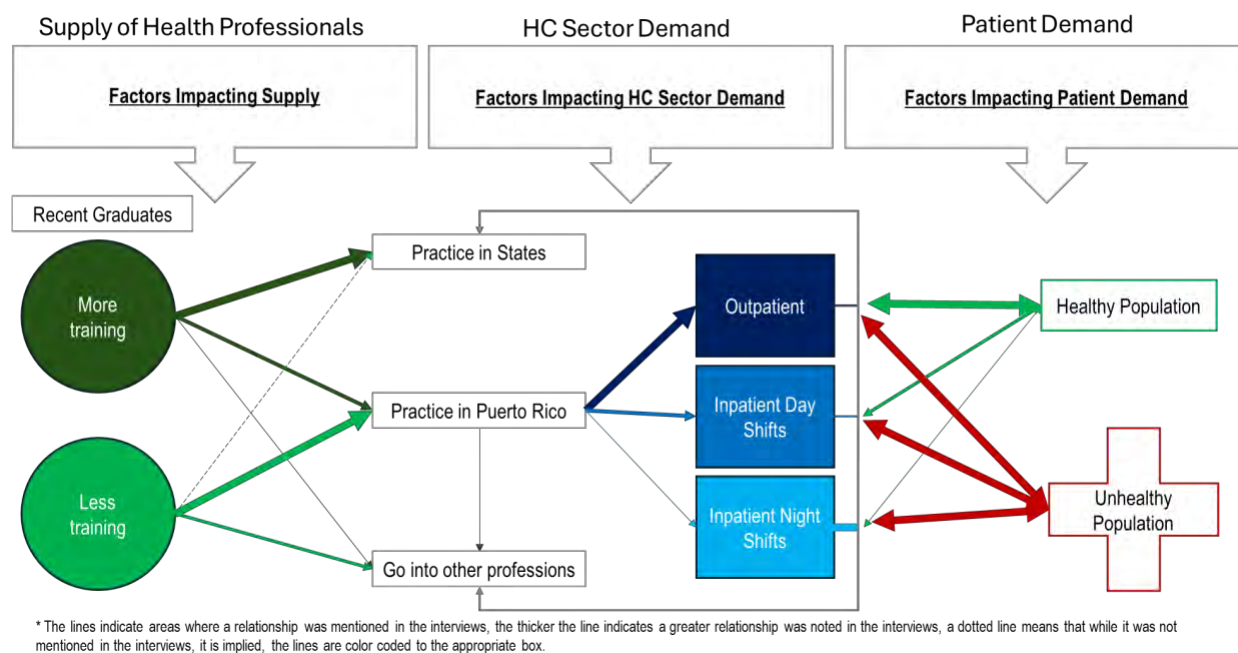 Supply of Health Professionals
HC Sector Demand
Patient Demand
Factors Impacting Supply
Factors Impacting HC Sector Demand
Factors Impacting Patient Demand
Recent Graduates
More
training
Less
training
Practice in States
Practice in Puerto Rico
Go into other professions
Outpatient
Inpatient Day
Shifts
Inpatient Night
Shifts
Healthy Population
Unhealthy
Population
* The lines indicate areas where a relationship was mentioned in the interviews, the thicker the line indicates a greater relationship was noted in the interviews, a dotted line means that while it was not
mentioned in the interviews, it is implied, the lines are color coded to the appropriate box.